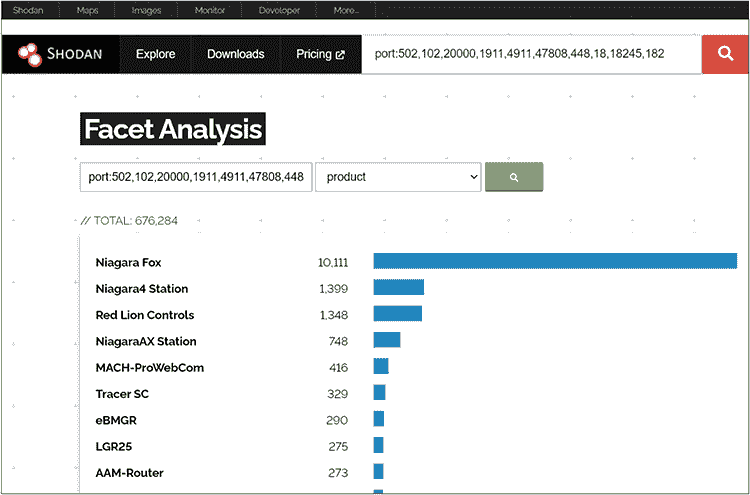 Shodan Maps Images Monitor Developer More...
SHODAN Explore Downloads Pricing port:502,102,20000,1911,4911,47808,448,18,18245,182
Facet Analysis
port:502,102,20000,1911,4911,47808,448 product
// TOTAL: 676,284
Niagara Fox 10,111
Niagara4 Station 1,399
Red Lion Controls 1,348
NiagaraAX Station 748
MACH-ProWebCom 416
Tracer SC 329
eBMGR 290
LGR25 275
AAM-Router 273